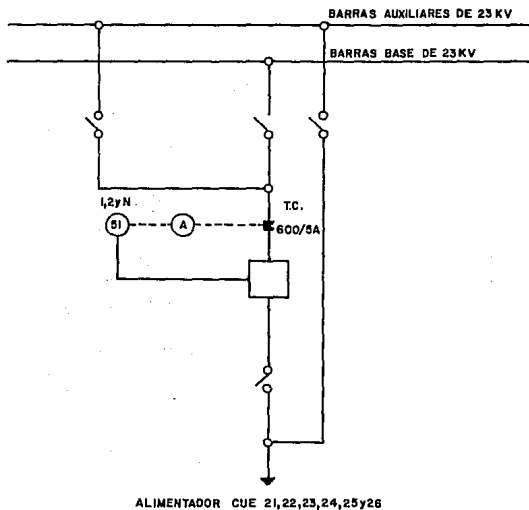 BARRAS AUXILIARES DE 23 KV
BARRAS BASE DE 23KV
1,2yN
T.C.
51
A
600/5A
ALIMENTADOR CUE 21,22,23,24,25y26